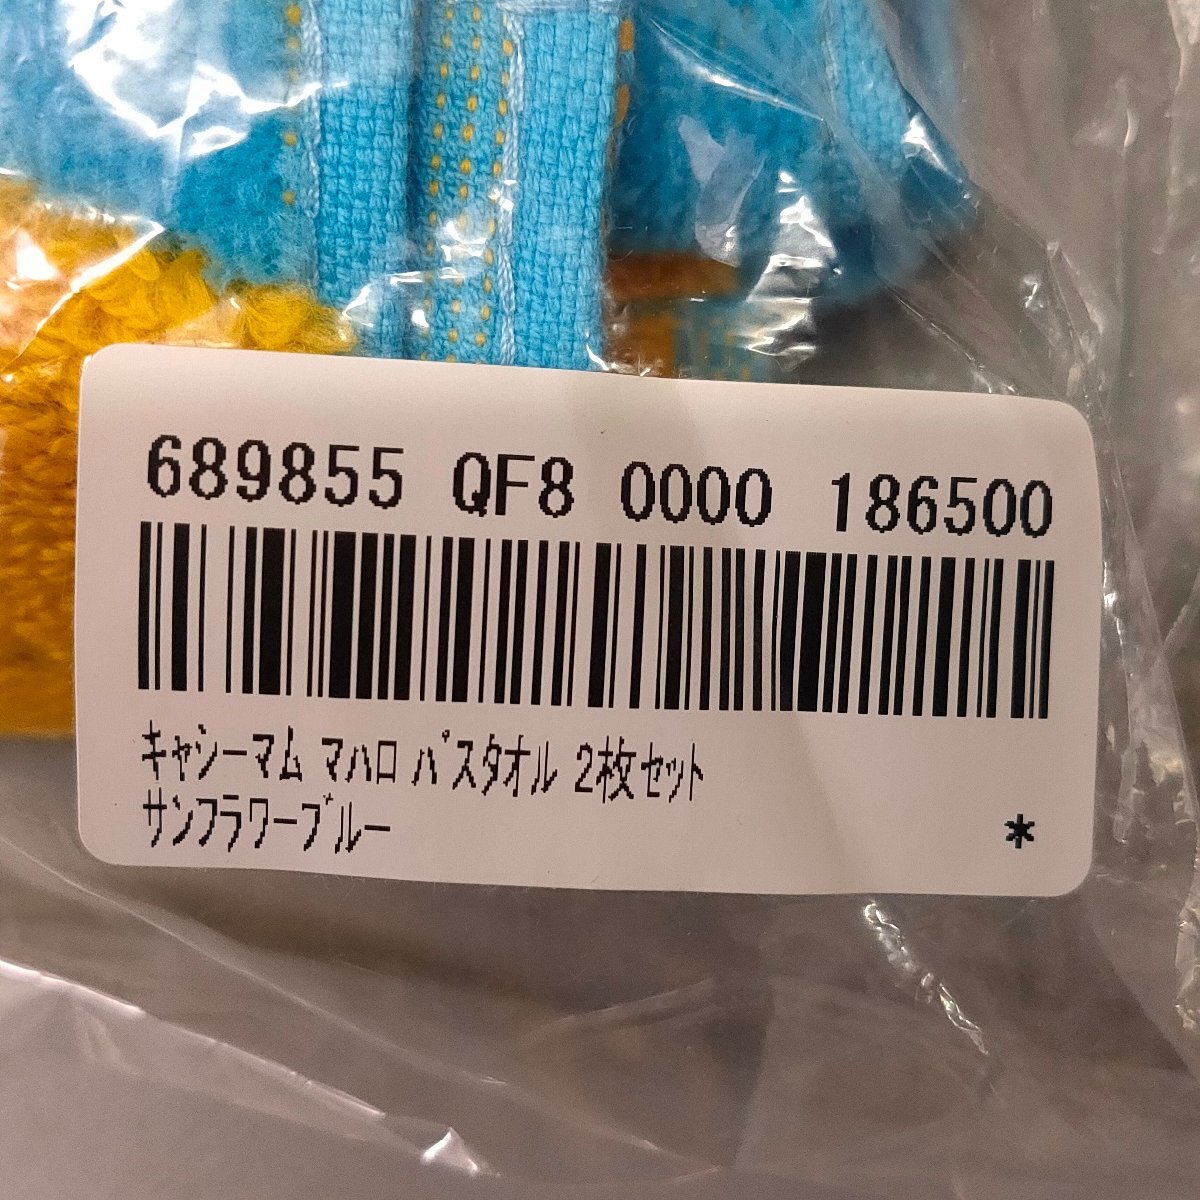 689855 QF8 0000 186500
キャシーマム マハロ バスタオル 2枚セット
サンフラワーブルー
*